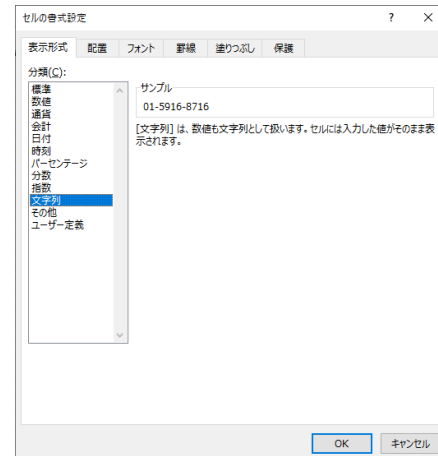 セルの書式設定
? ×
表示形式 配置 フォント 罫線 塗りつぶし 保護
分類(C):
標準
数値
通貨
会計
日付
時刻
パーセンテージ
分数
指数
文字列
その他
ユーザー定義
サンプル
01-5916-8716
[文字列] は、数値も文字列として扱います。セルには入力した値がそのまま表
示されます。
OK キャンセル